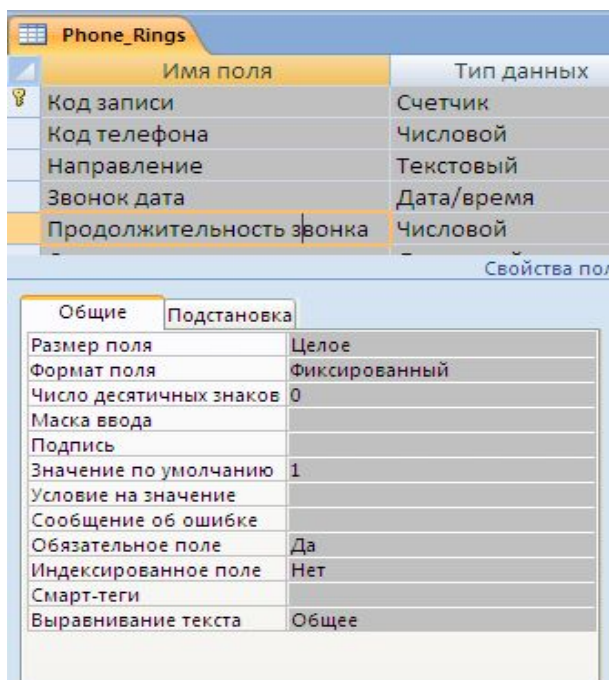 Phone_Rings
Имя поля Тип данных
Код записи Счетчик
Код телефона Числовой
Направление Текстовый
Звонок дата Дата/время
Продолжительность звонка Числовой
Свойства пол
Общие Подстановка
Размер поля Целое
Формат поля Фиксированный
Число десятичных знаков 0
Маска ввода
Подпись
Значение по умолчанию 1
Условие на значение
Сообщение об ошибке
Обязательное поле Да
Индексированное поле Нет
Смарт-теги
Выравнивание текста Общее